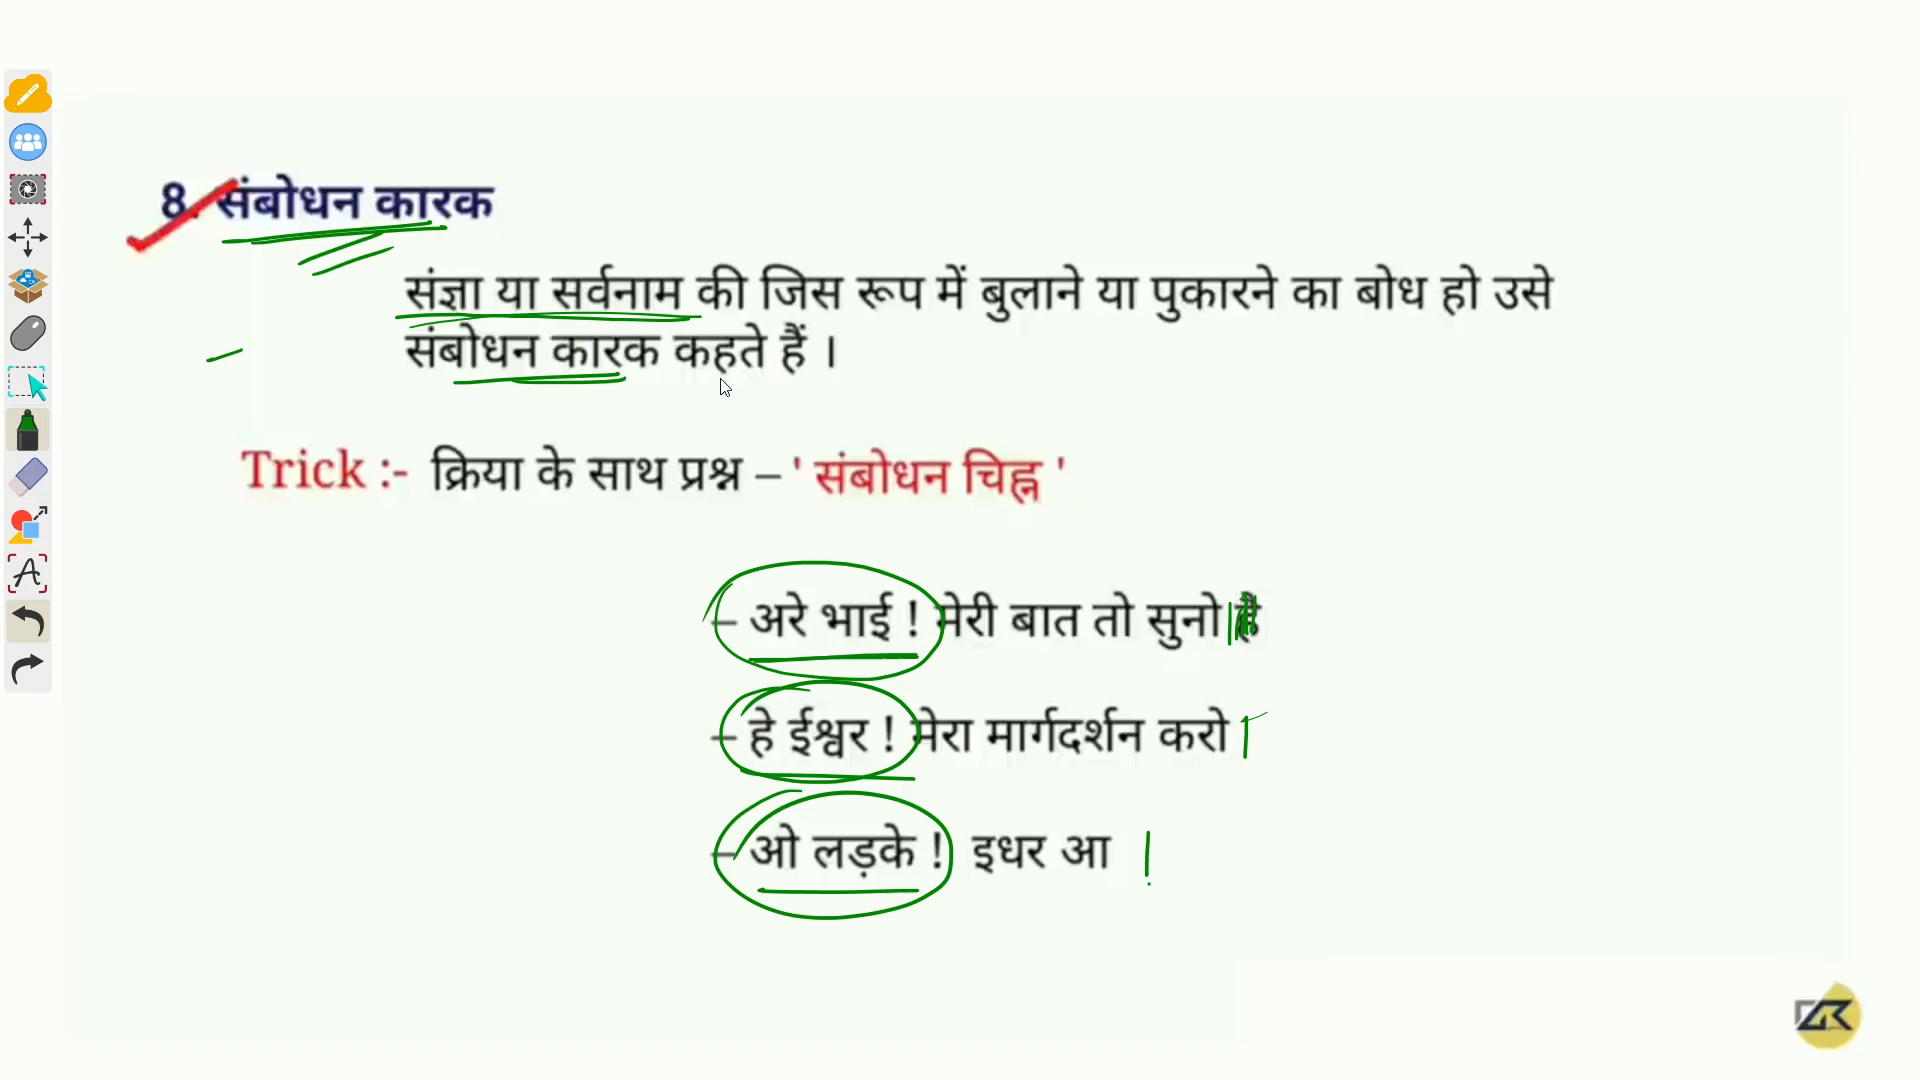 8. संबोधन कारक
संज्ञा या सर्वनाम की जिस रूप में बुलाने या पुकारने का बोध हो उसे
संबोधन कारक कहते हैं ।
Trick :- क्रिया के साथ प्रश्न – ' संबोधन चिह्न '
– अरे भाई ! मेरी बात तो सुनो
– हे ईश्वर ! मेरा मार्गदर्शन करो ।
– ओ लड़के ! इधर आ !